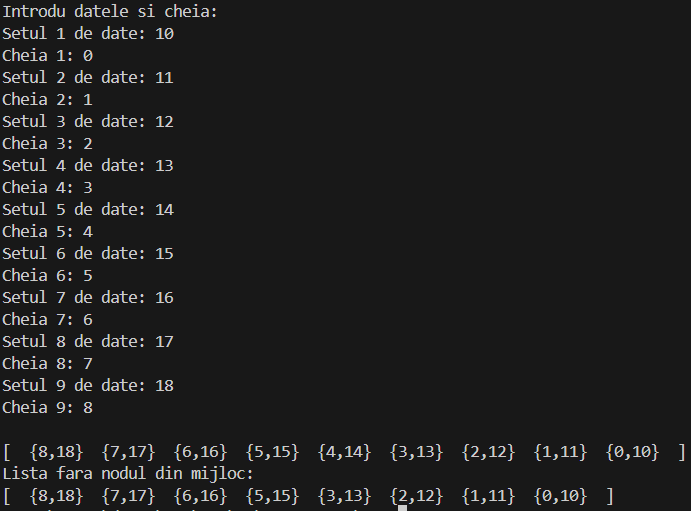 Introdu datele si cheia:
Setul 1 de date: 10
Cheia 1: 0
Setul 2 de date: 11
Cheia 2: 1
Setul 3 de date: 12
Cheia 3: 2
Setul 4 de date: 13
Cheia 4: 3
Setul 5 de date: 14
Cheia 5: 4
Setul 6 de date: 15
Cheia 6: 5
Setul 7 de date: 16
Cheia 7: 6
Setul 8 de date: 17
Cheia 8: 7
Setul 9 de date: 18
Cheia 9: 8
[  {8,18}  {7,17}  {6,16}  {5,15}  {4,14}  {3,13}  {2,12}  {1,11}  {0,10}  ]
Lista fara nodul din mijloc:
[  {8,18}  {7,17}  {6,16}  {5,15}  {3,13}  {2,12}  {1,11}  {0,10}  ]